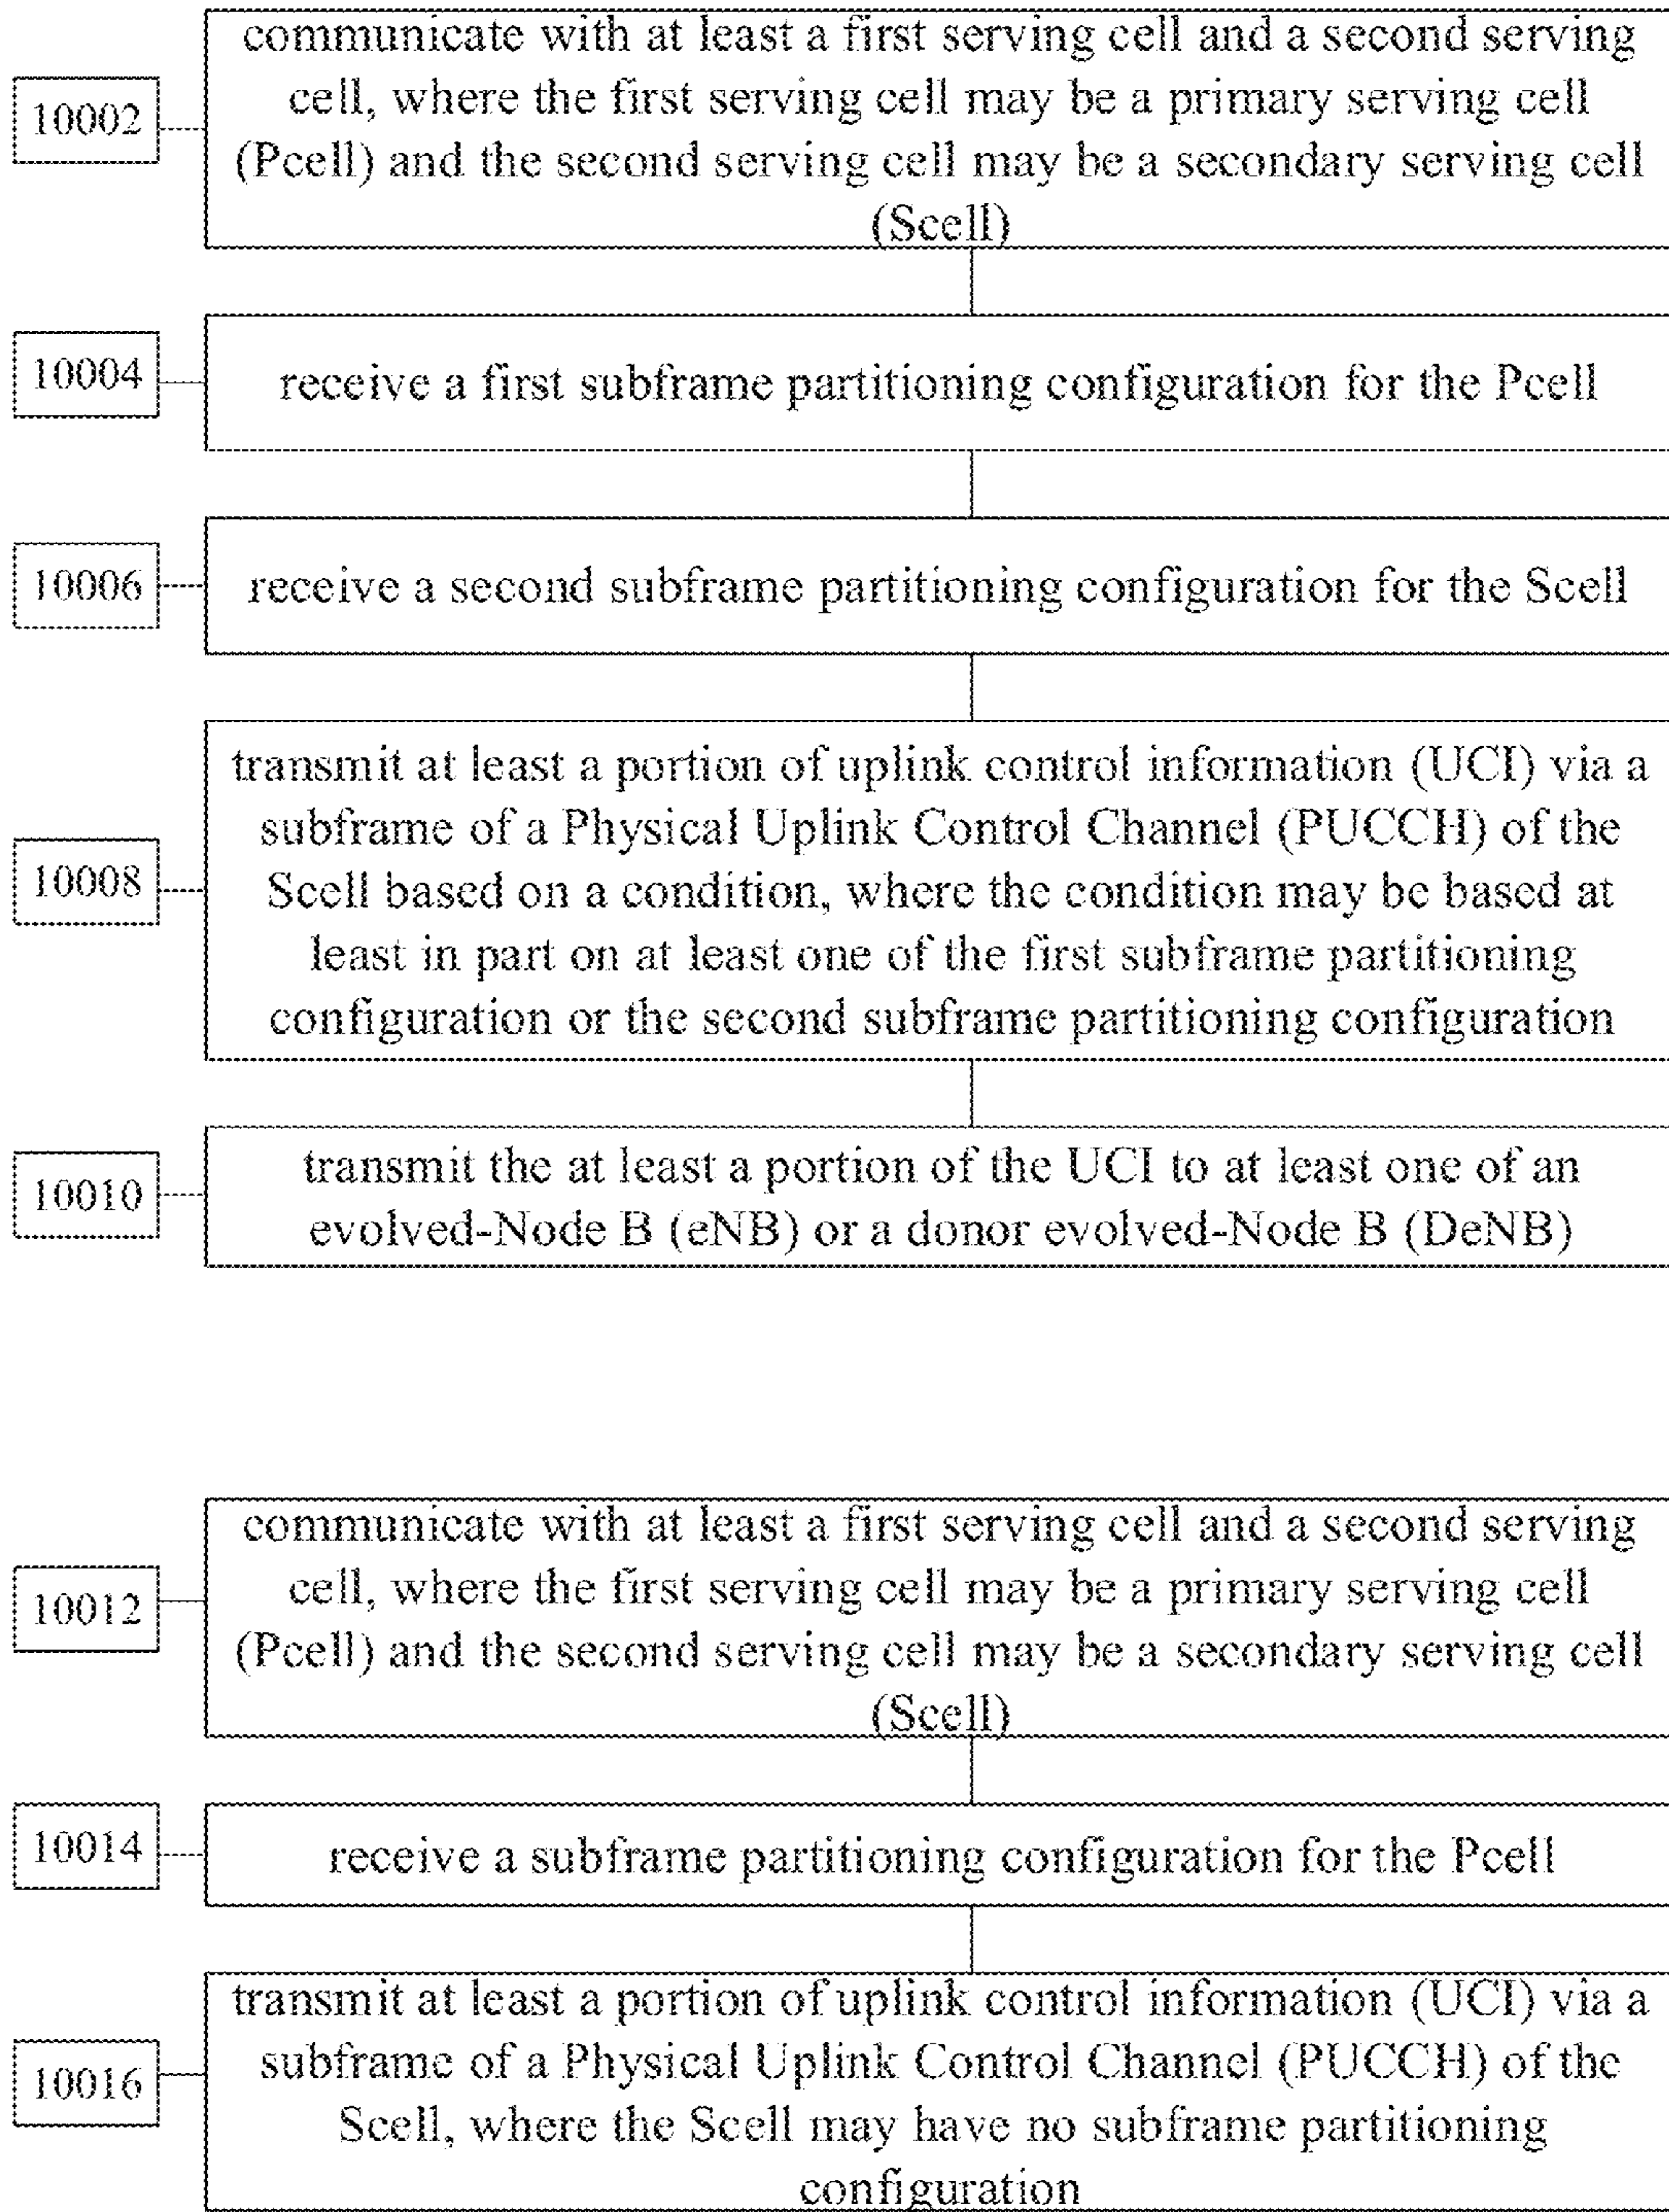 communicate with at least a first serving cell and a second serving
cell, where the first serving cell may be a primary serving cell
10002
(Pcell) and the second serving cell may be a secondary serving cell
(Scell)
10004
receive a first subframe partitioning configuration for the Pcell
10006
receive a second subframe partitioning configuration for the Scell
transmit at least a portion of uplink control information (UCI) via a
subframe of a Physical Uplink Control Channel (PUCCH) of the
10008
Scell based on a condition, where the condition may be based at
least in part on at least one of the first subframe partitioning
configuration or the second subframe partitioning configuration
10010
transmit the at least a portion of the UCI to at least one of an
evolved-Node B (eNB) or a donor evolved-Node B (DeNB)
communicate with at least a first serving cell and a second serving
cell, where the first serving cell may be a primary serving cell
10012
(Pcell) and the second serving cell may be a secondary serving cell
(Scell)
10014
receive a subframe partitioning configuration for the Pcell
transmit at least a portion of uplink control information (UCI) via a
subframe of a Physical Uplink Control Channel (PUCCH) of the
10016
Scell, where the Scell may have no subframe partitioning
configuration